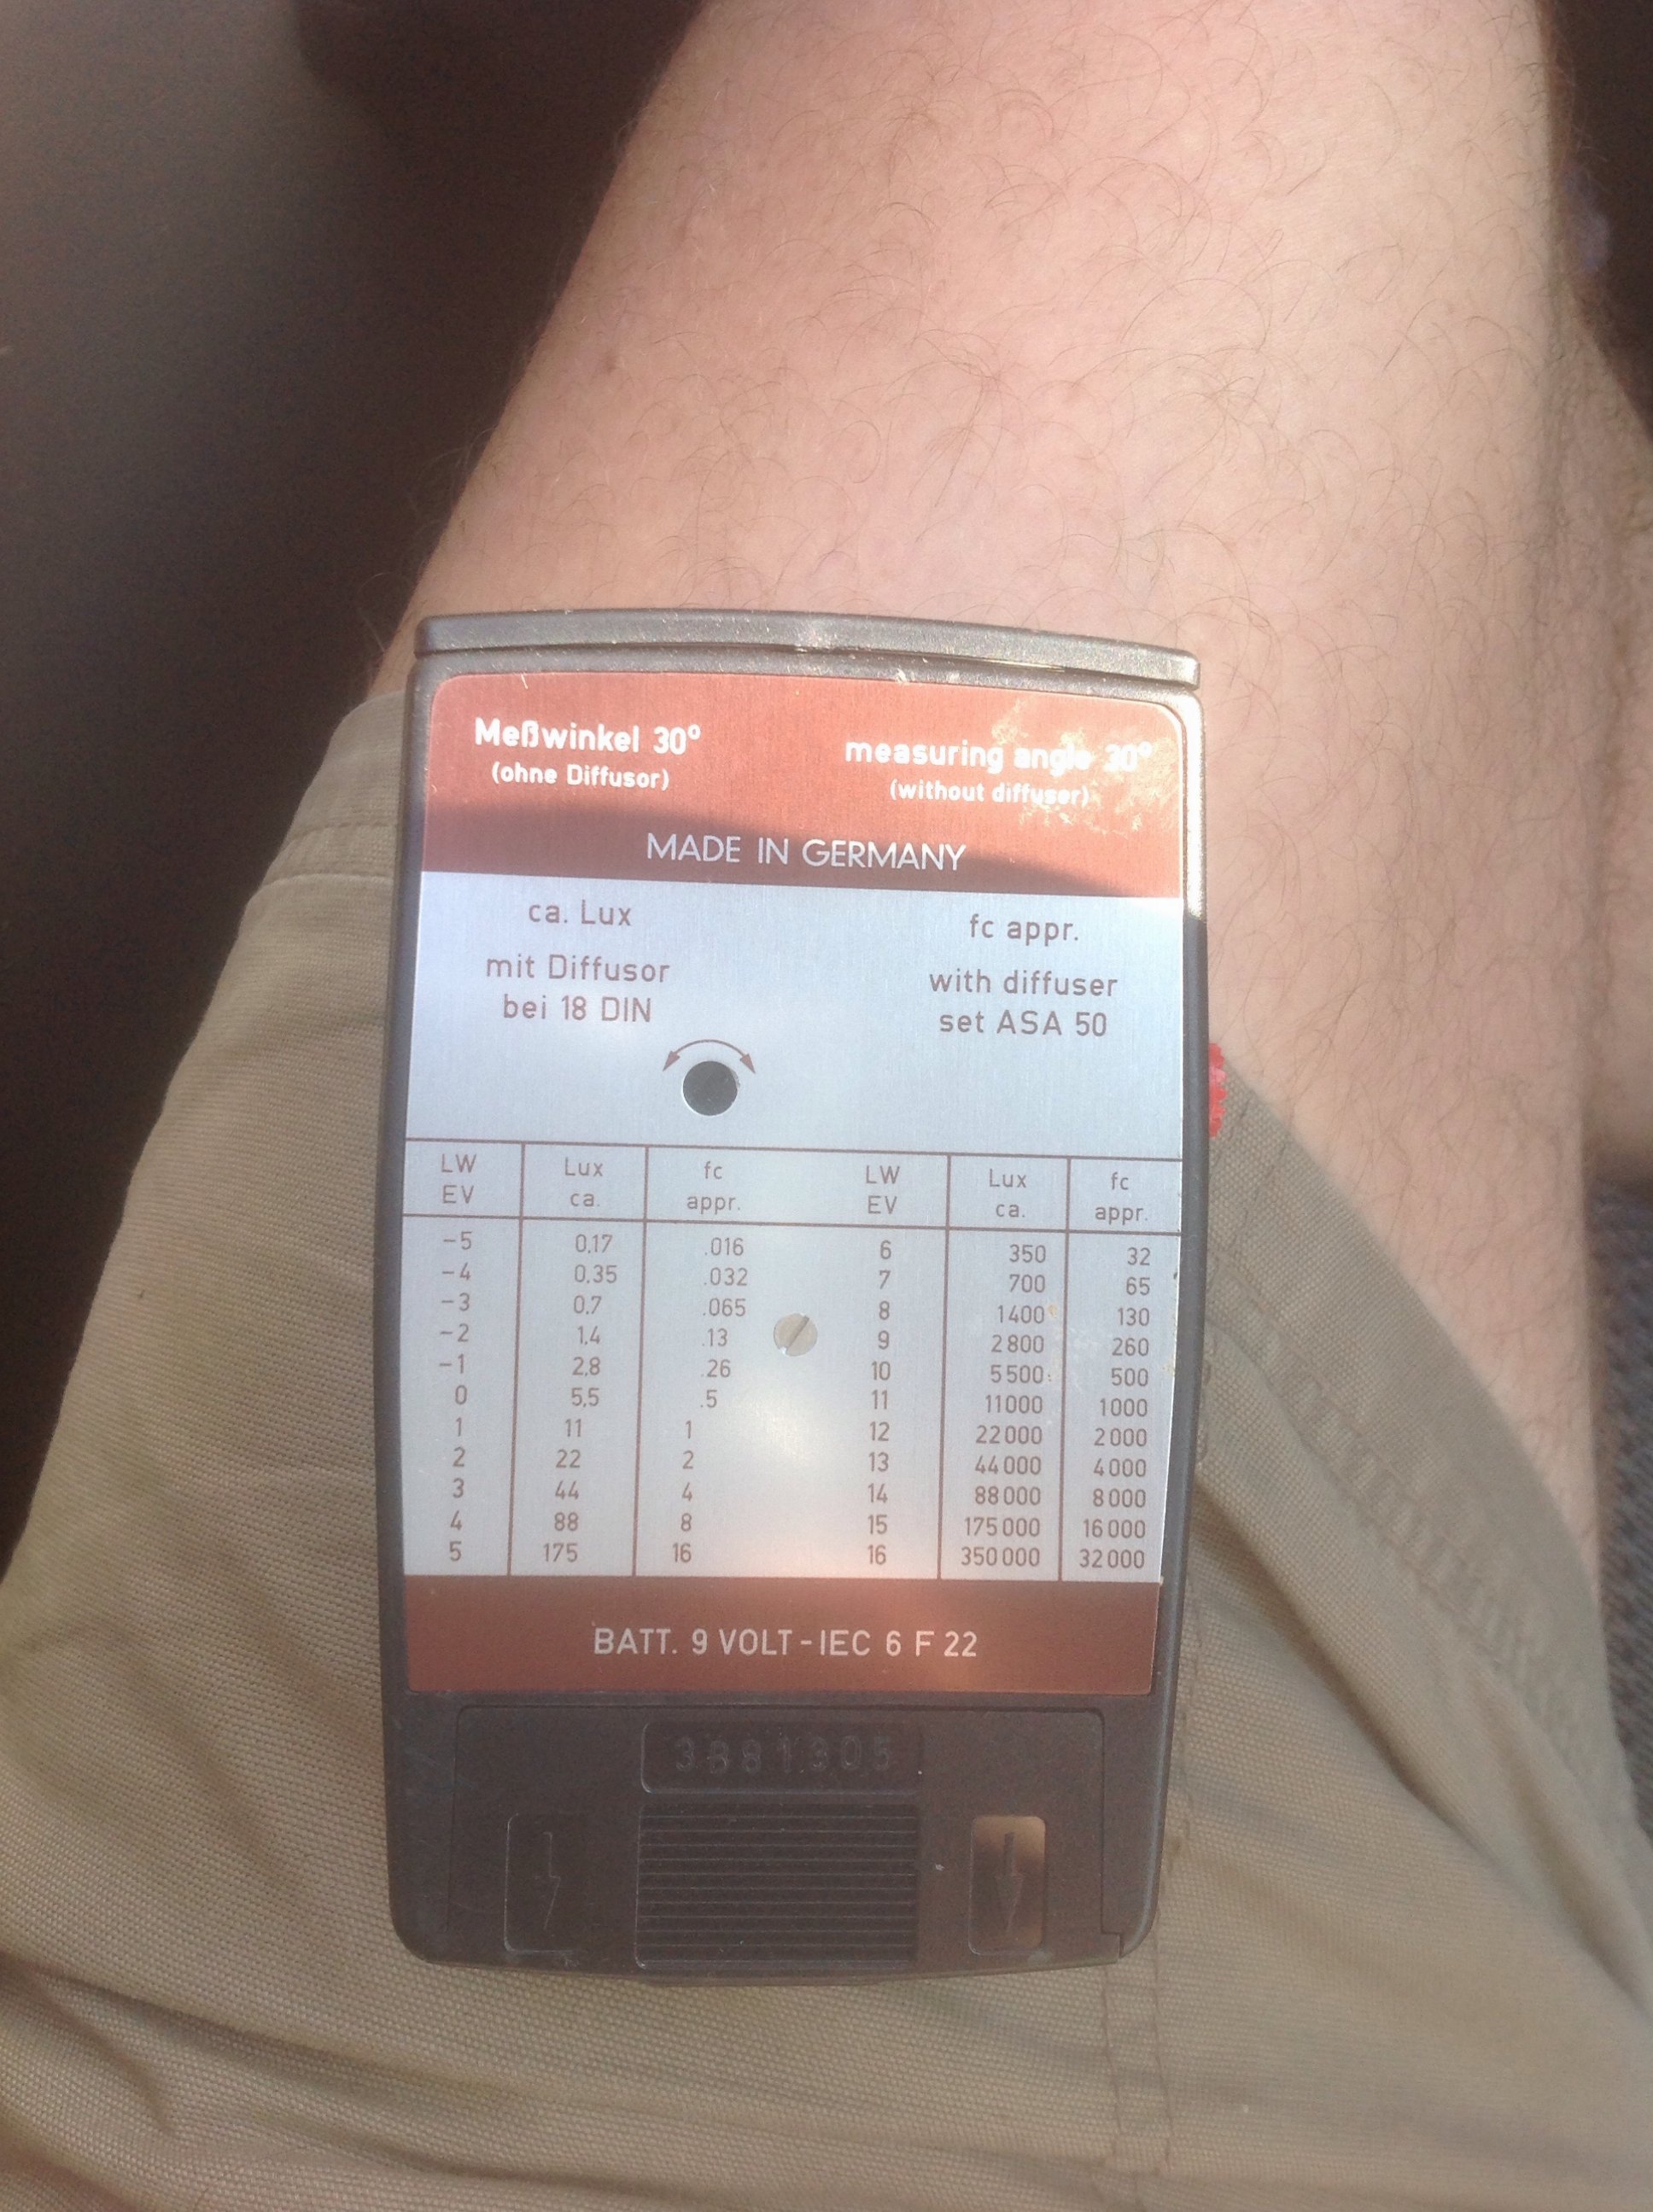 Meßwinkel 30° measuring angle 30°
(ohne Diffusor) (without diffuser)
MADE IN GERMANY
ca. Lux fc appr.
mit Diffusor with diffuser
bei 18 DIN set ASA 50
LW Lux fc LW Lux fc
EV ca. appr. EV ca. appr.
-5 0,17 .016 6 350 32
-4 0,35 .032 7 700 65
-3 0,7 .065 8 1400 130
-2 1,4 .13 9 2800 260
-1 2,8 .26 10 5500 500
0 5,5 .5 11 11000 1000
1 11 1 12 22000 2000
2 22 2 13 44000 4000
3 44 4 14 88000 8000
4 88 8 15 175000 16000
5 175 16 16 350000 32000
BATT. 9 VOLT-IEC 6 F 22